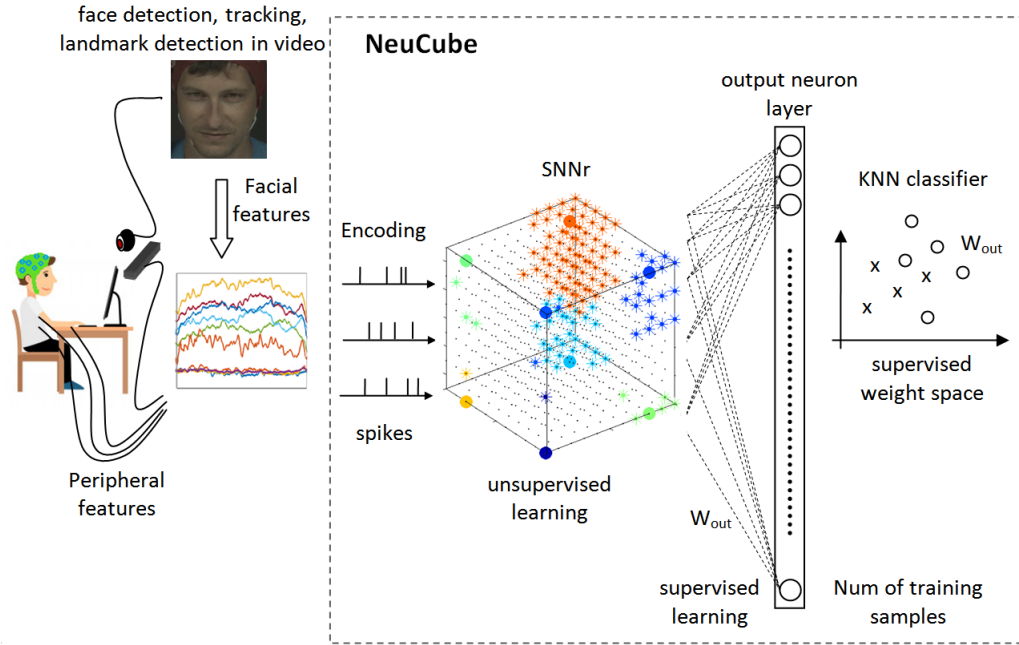 face detection, tracking,
landmark detection in video
Facial
features
Peripheral
features
NeuCube
Encoding
spikes
SNNr
unsupervised
learning
output neuron
layer
Wout
supervised
learning
KNN classifier
Wout
x
x
x
x
supervised
weight space
Num of training
samples